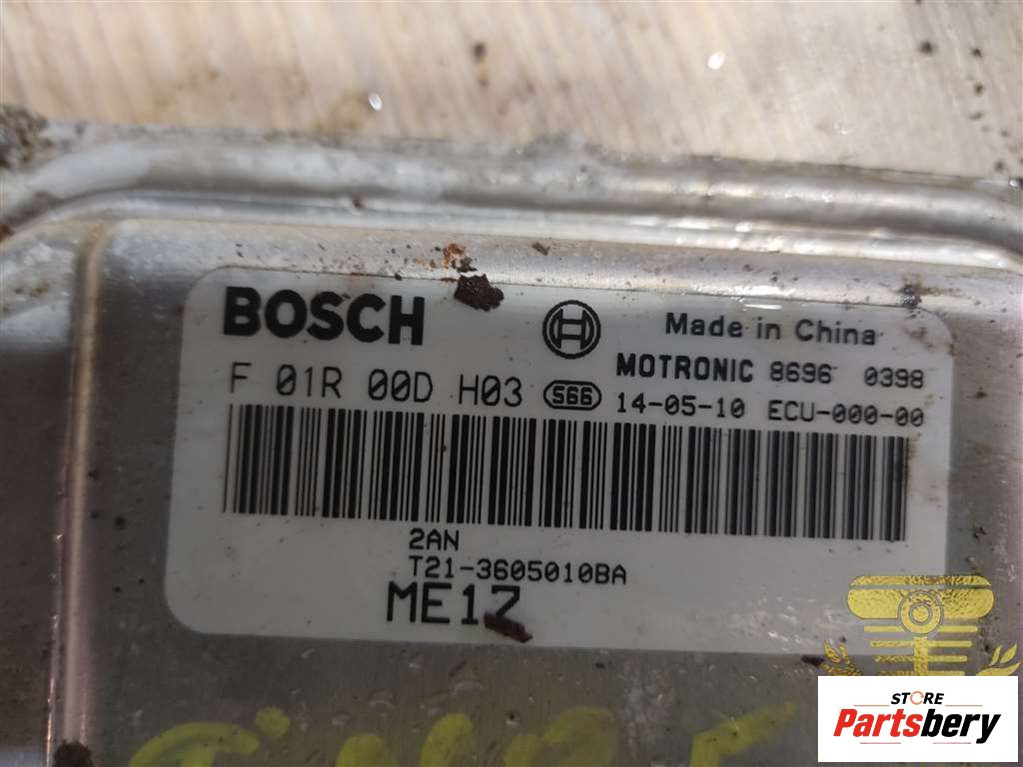 BOSCH
Made in China
MOTRONIC 8696 0398
F 01R 00D H03 S66 14-05-10 ECU-000-00
2AN
T21-3605010BA
STORE
Partsbery